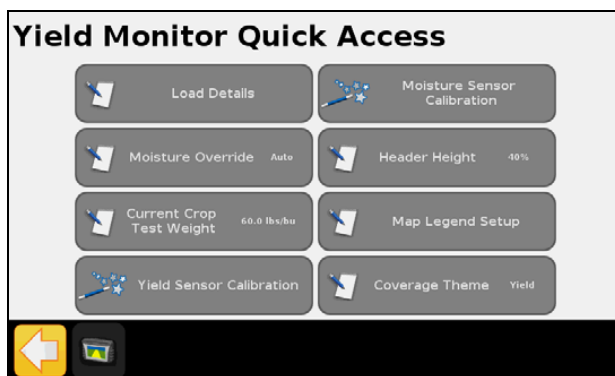 Yield Monitor Quick Access
Load Details
Moisture Sensor
Calibration
Moisture Override Auto
Header Height 40%
Current Crop
Test Weight 60.0 lbs/bu
Map Legend Setup
Yield Sensor Calibration
Coverage Theme Yield